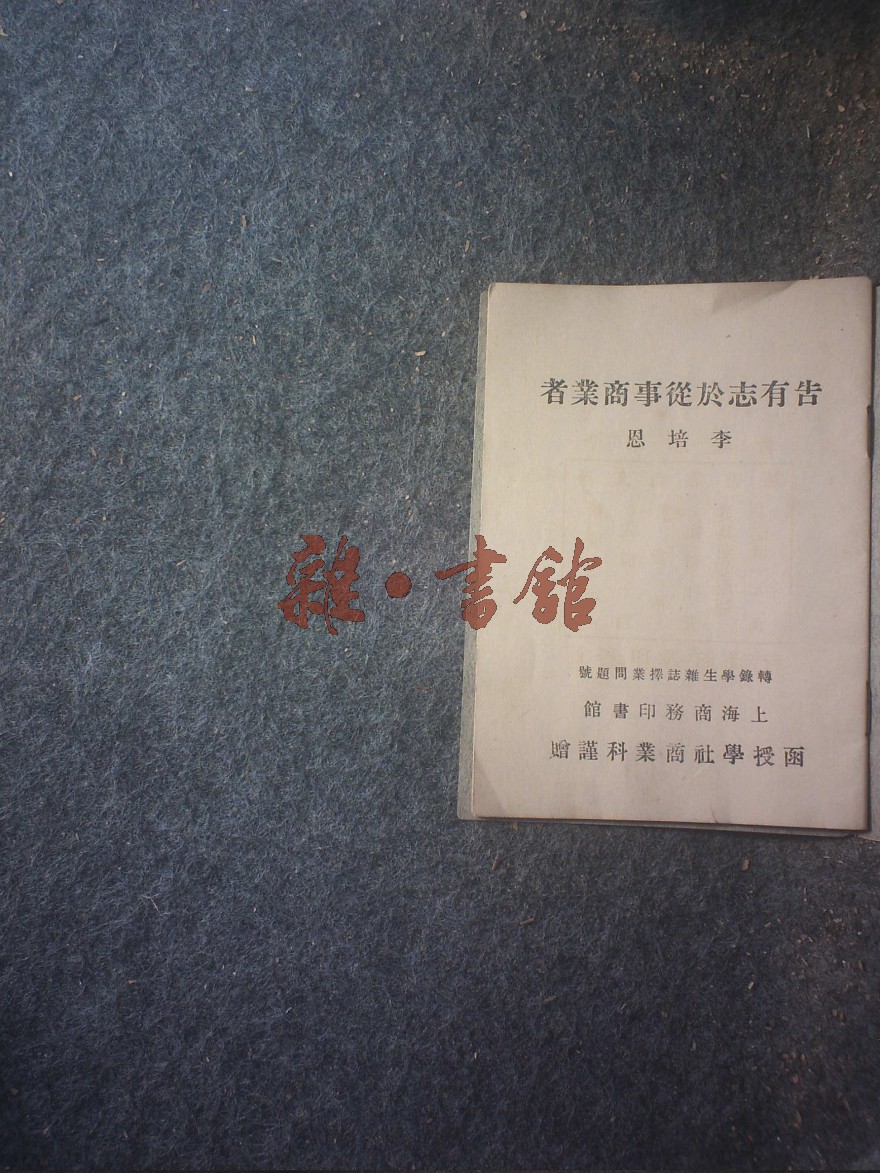 告有志於從事商業者
李培恩
雜·書館
轉錄學生雜誌擇業問題號
上海商務印書館
函授學社商業科謹贈